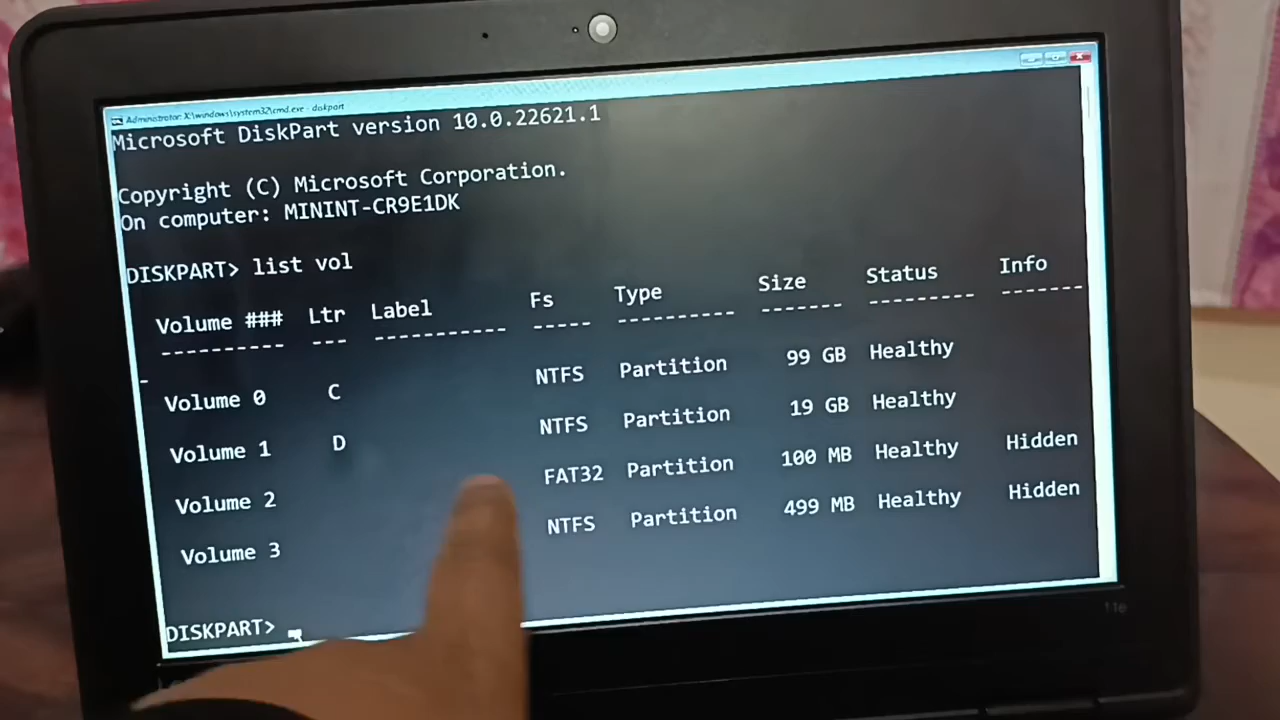 Administrator: X:\windows\system32\cmd.exe - diskpart
Microsoft DiskPart version 10.0.22621.1
Copyright (C) Microsoft Corporation.
On computer: MININT-CR9E1DK
DISKPART> list vol
Volume ### Ltr Label Fs Type Size Status Info
---------- --- ----------- ----- ---------- ------- --------- -------
-
Volume 0 C NTFS Partition 99 GB Healthy
Volume 1 D NTFS Partition 19 GB Healthy
Volume 2 FAT32 Partition 100 MB Healthy Hidden
Volume 3 NTFS Partition 499 MB Healthy Hidden
DISKPART>
11e